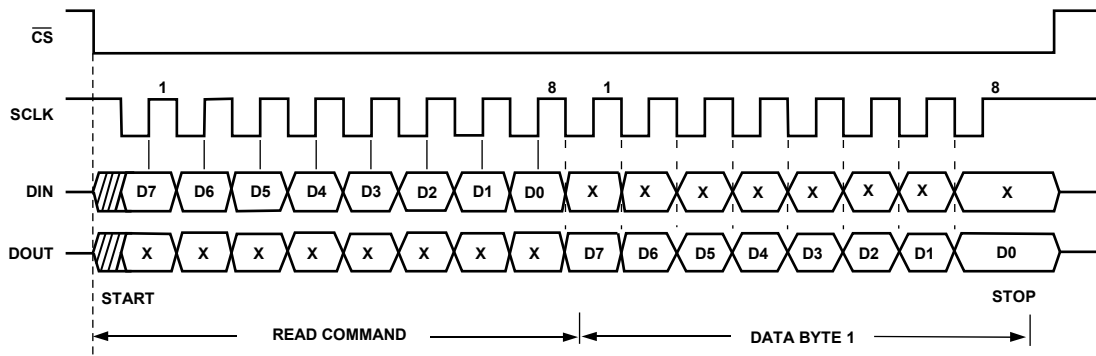 CS
1 8 1 8
SCLK
DIN D7 D6 D5 D4 D3 D2 D1 D0 X X X X X X X X
DOUT X X X X X X X X D7 D6 D5 D4 D3 D2 D1 D0
START STOP
READ COMMAND DATA BYTE 1